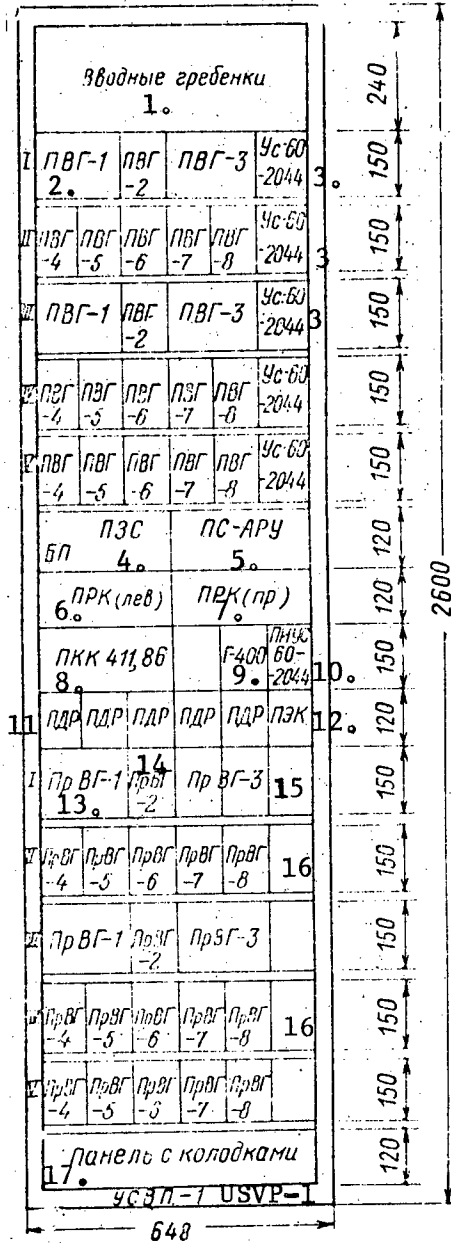 Вводные гребенки
1.
240
I ПВГ-1 ПВГ-2 ПВГ-3 Ус-60-2044
2. 3.
150
II ПВГ-4 ПВГ-5 ПВГ-6 ПВГ-7 ПВГ-8 Ус-60-2044 3
150
III ПВГ-1 ПВГ-2 ПВГ-3 Ус-60-2044 3
150
IV ПВГ-4 ПВГ-5 ПВГ-6 ПВГ-7 ПВГ-8 Ус-60-2044
150
V ПВГ-4 ПВГ-5 ПВГ-6 ПВГ-7 ПВГ-8 Ус-60-2044
150
ПЗС ПС-АРУ
БП 4. 5.
120
6. ПРК (лев) ПРК (пр) 7.
120
2600
ПКК 411,86 Г-400 ПНУС 60-2044
8. 9. 10.
150
11 ПДР ПДР ПДР ПДР ПДР ПЭК 12.
120
I ПрВГ-1 14 ПрВГ-2 ПрВГ-3 15
13.
150
II ПрВГ-4 ПрВГ-5 ПрВГ-6 ПрВГ-7 ПрВГ-8 16
150
ПрВГ-1 ПрВГ-2 ПрВГ-3
150
ПрВГ-4 ПрВГ-5 ПрВГ-6 ПрВГ-7 ПрВГ-8 16
150
V ПрВГ-4 ПрВГ-5 ПрВГ-6 ПрВГ-7 ПрВГ-8
150
Панель с колодками
17.
120
УСВП-1 USVP-I
648